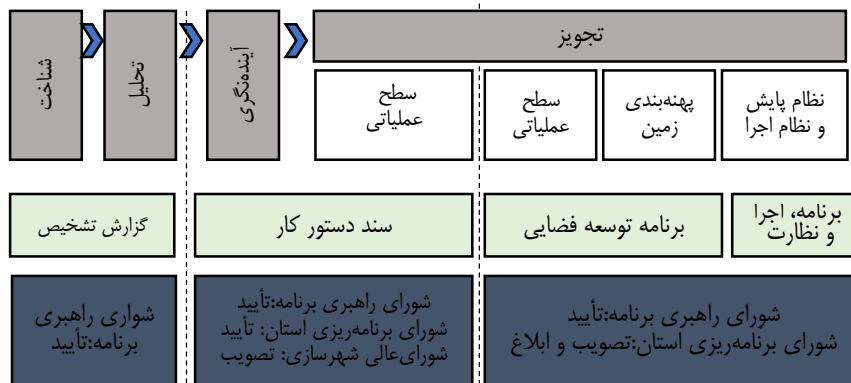 شناخت
تحلیل
آینده‌نگری
تجویز
سطح
عملیاتی
سطح
عملیاتی
پهنه‌بندی
زمین
نظام پایش
و نظام اجرا
گزارش تشخیص
سند دستور کار
برنامه توسعه فضایی
برنامه، اجرا
و نظارت
شواری راهبری
برنامه:تأیید
شورای راهبری برنامه:تأیید
شورای برنامه‌ریزی استان: تأیید
شورای‌عالی شهرسازی: تصویب
شورای راهبری برنامه:تأیید
شورای برنامه‌ریزی استان:تصویب و ابلاغ